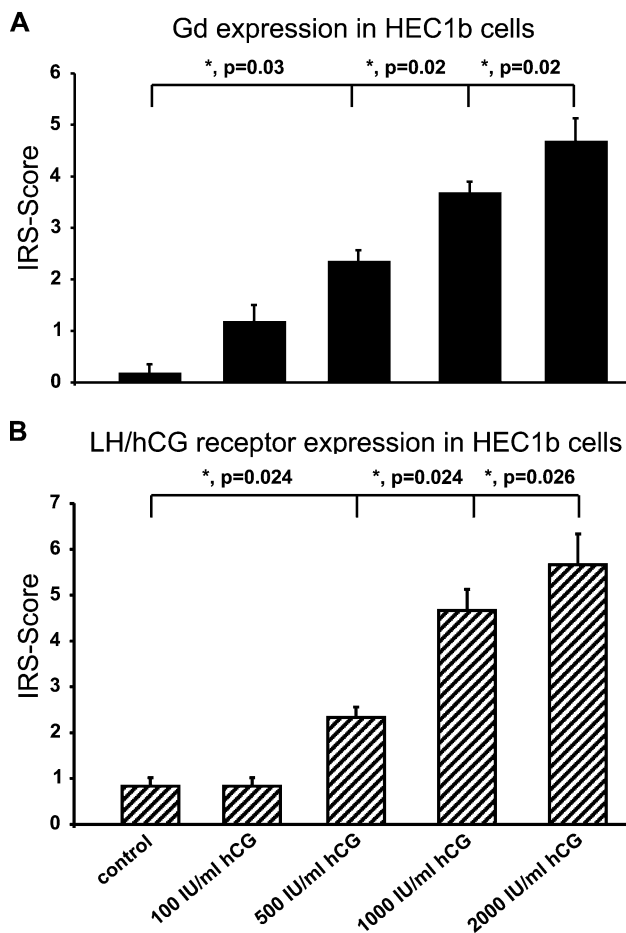 A
Gd expression in HEC1b cells
*, p=0.03
*, p=0.02
*, p=0.02
IRS-Score
6
5
4
3
2
1
0
B
LH/hCG receptor expression in HEC1b cells
*, p=0.024
*, p=0.024
*, p=0.026
IRS-Score
7
6
5
4
3
2
1
0
control
100 IU/ml hCG
500 IU/ml hCG
1000 IU/ml hCG
2000 IU/ml hCG